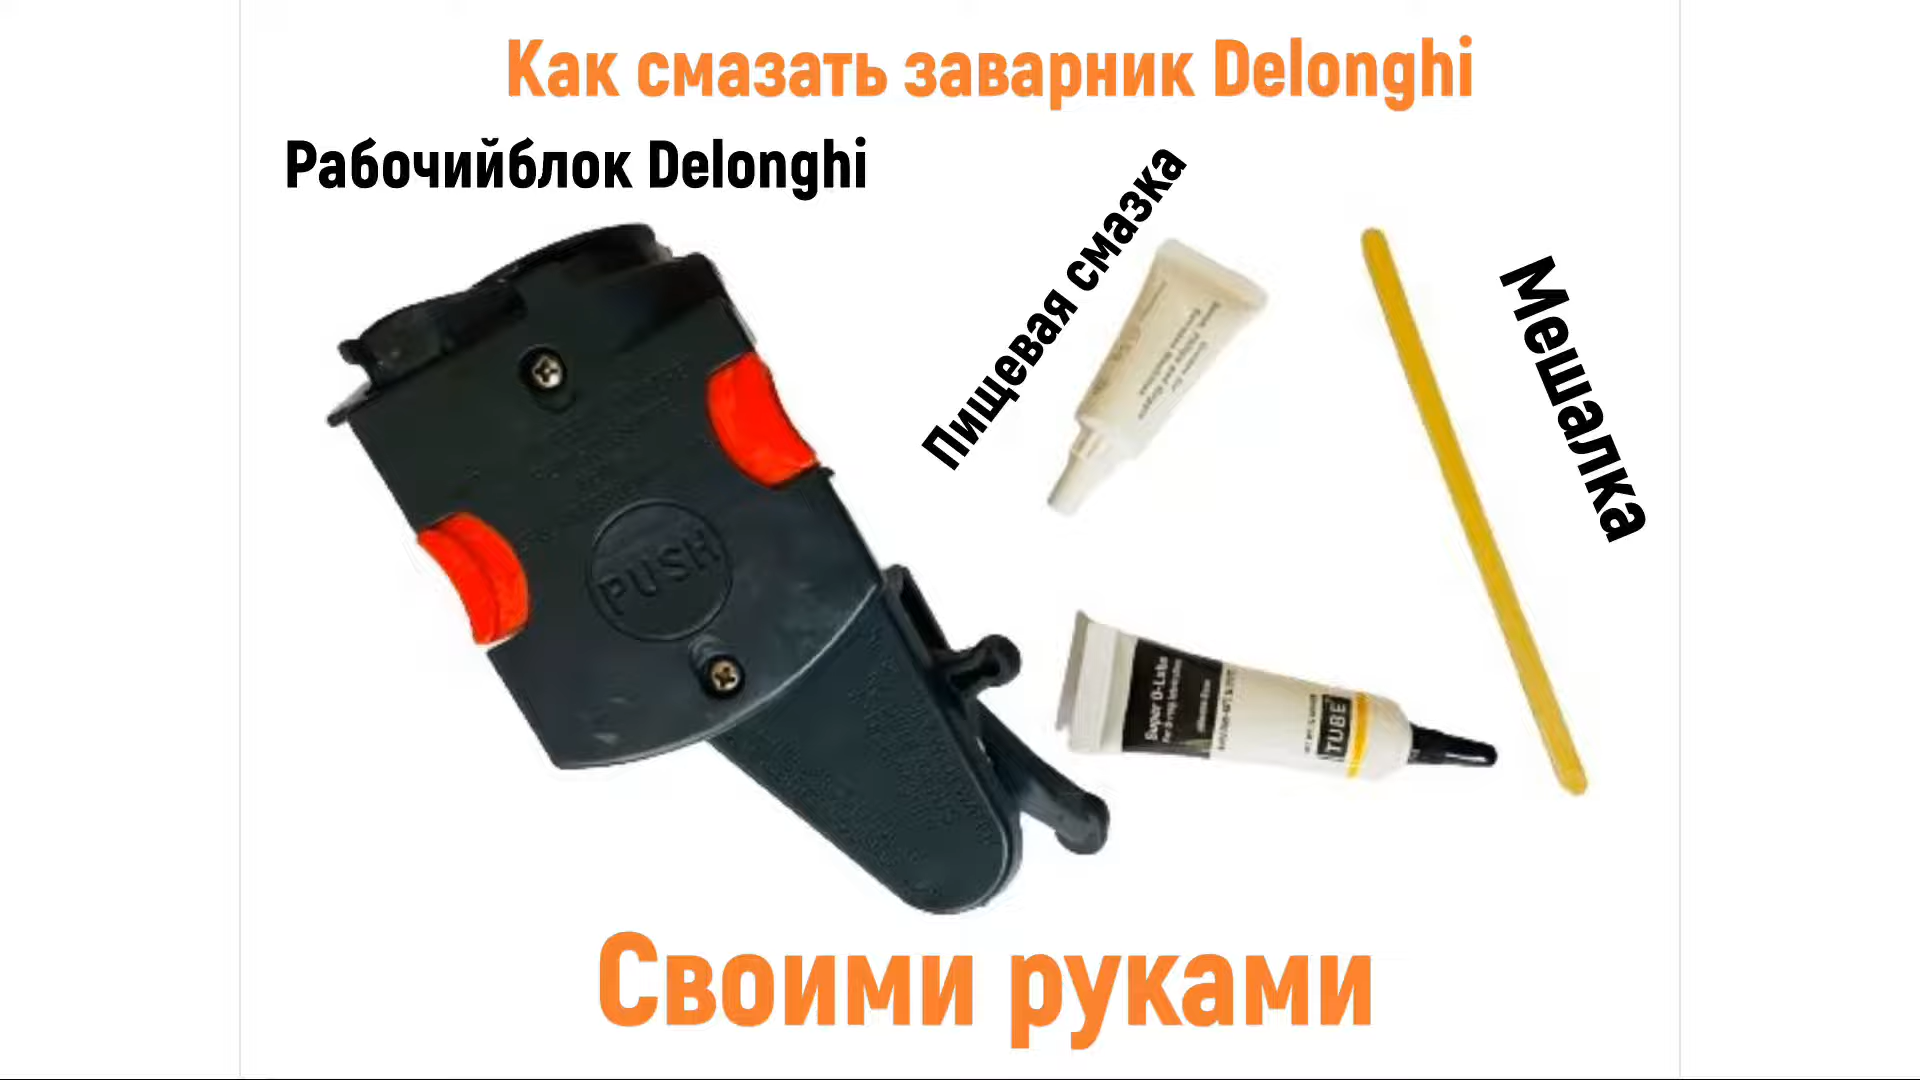 Как смазать заварник Delonghi
Рабочийблок Delonghi
Пищевая смазка
Мешалка
PUSH
Super O-Lube
TUBE
Своими руками